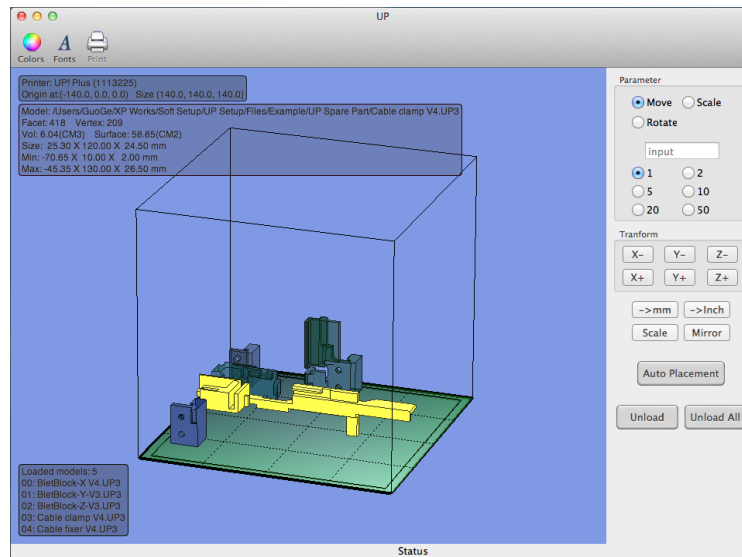 UP
Colors Fonts Print
Printer: UP! Plus (1113225)
Origin at:(-140.0, 0.0, 0.0) Size (140.0, 140.0, 140.0)
Model: /Users/GuoGe/XP Works/Soft Setup/UP Setup/Files/Example/UP Spare Part/Cable clamp V4.UP3
Facet: 418 Vertex: 209
Vol: 6.04(CM3) Surface: 58.85(CM2)
Size: 25.30 X 120.00 X 24.50 mm
Min: -70.65 X 10.00 X 2.00 mm
Max: -45.35 X 130.00 X 26.50 mm
Loaded models: 5
00: BletBlock-X V4.UP3
01: BletBlock-Y-V3.UP3
02: BletBlock-Z-V3.UP3
03: Cable clamp V4.UP3
04: Cable fixer V4.UP3
Parameter
Move Scale
Rotate
input
1 2
5 10
20 50
Tranform
X- Y- Z-
X+ Y+ Z+
->mm ->Inch
Scale Mirror
Auto Placement
Unload Unload All
Status